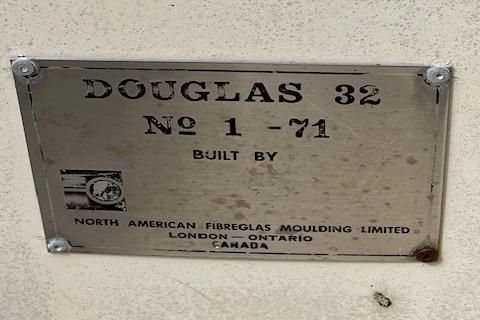 DOUGLAS 32
Nº 1 - 71
BUILT BY
NORTH AMERICAN FIBREGLAS MOULDING LIMITED
LONDON — ONTARIO
CANADA